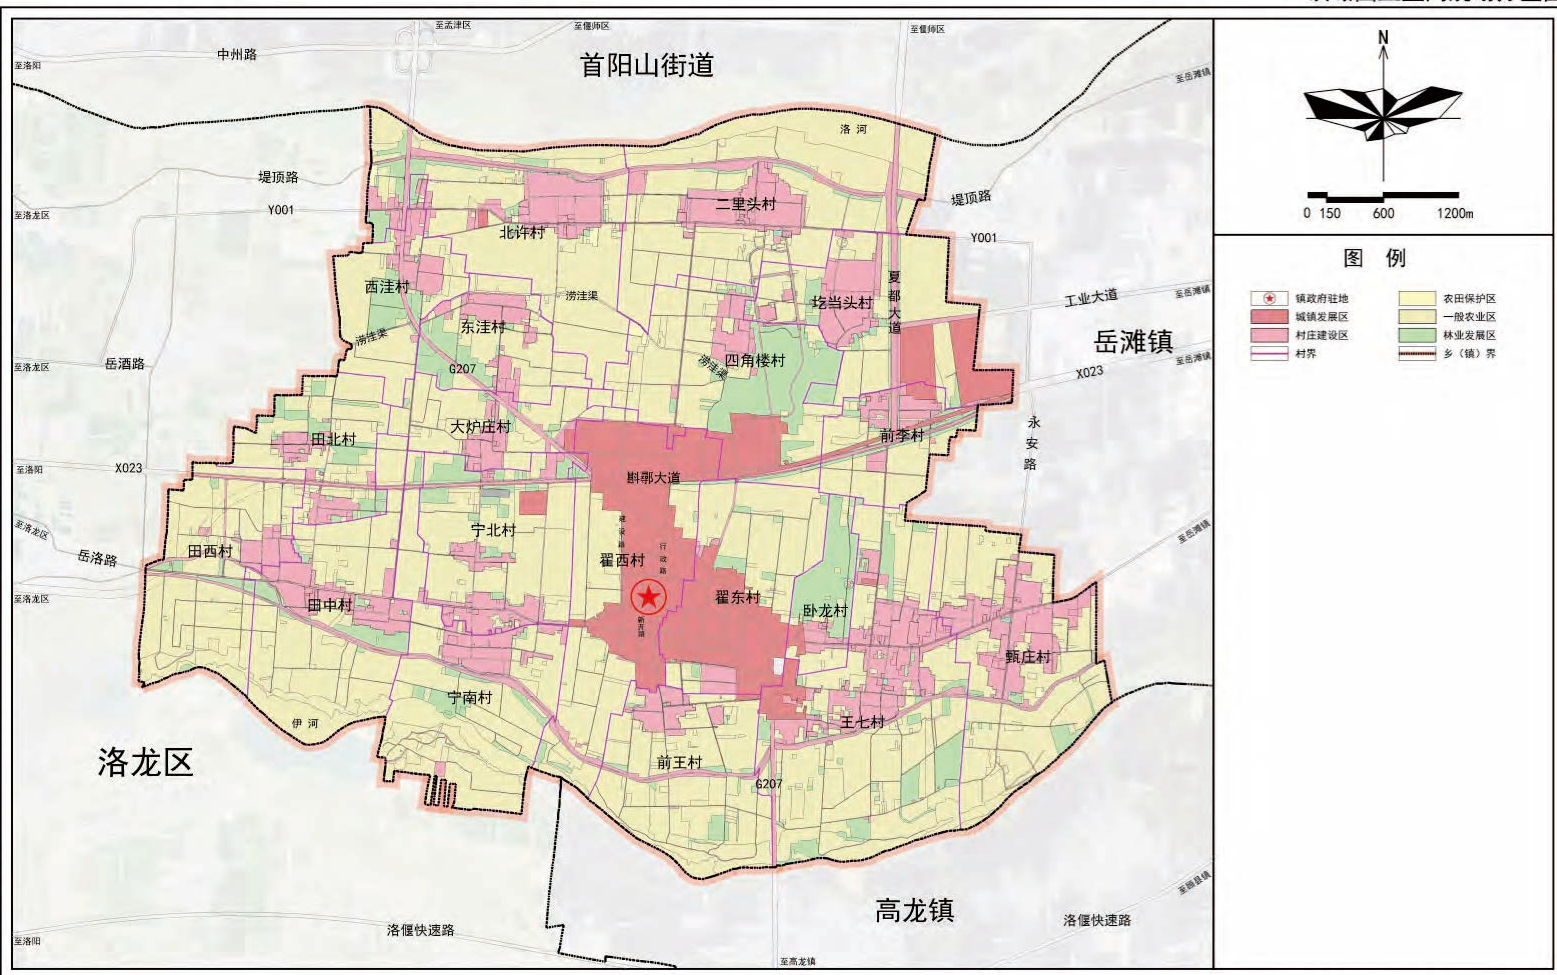 至孟津区
至偃师区
至偃师区
中州路
至洛阳
首阳山街道
至岳滩镇
洛河
堤顶路
Y001
至洛龙区
二里头村
北许村
堤顶路
Y001
西洼村
涝洼渠
夏都大道
圪当头村
工业大道
至岳滩镇
东洼村
涝洼渠
岳滩镇
至岳滩镇
岳酒路
至洛龙区
G207
涝洼渠
四角楼村
X023
大炉庄村
田北村
前李村
永安路
X023
至洛阳
斟鄩大道
宁北村
建设路
行政路
至洛龙区
岳洛路
田西村
翟西村
至岳滩镇
翟东村
卧龙村
至洛龙区
田中村
甄庄村
宁南村
王七村
伊河
洛龙区
前王村
G207
高龙镇
至顾县镇
洛偃快速路
洛偃快速路
至洛阳
至高龙镇
N
0 150 600 1200m
图 例
镇政府驻地
农田保护区
城镇发展区
一般农业区
村庄建设区
林业发展区
村界
乡（镇）界